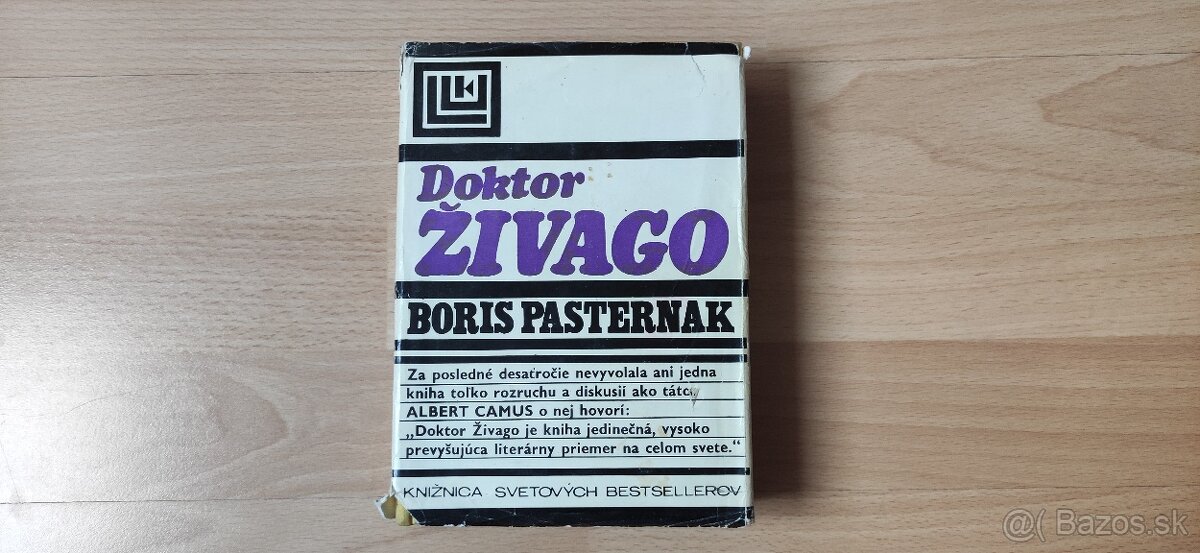 Doktor
ŽIVAGO
BORIS PASTERNAK
Za posledné desaťročie nevyvolala ani jedna
kniha toľko rozruchu a diskusií ako táto.
ALBERT CAMUS o nej hovorí:
„Doktor Živago je kniha jedinečná, vysoko
prevyšujúca literárny priemer na celom svete.“
KNIŽNICA SVETOVÝCH BESTSELLEROV
@( Bazos.sk